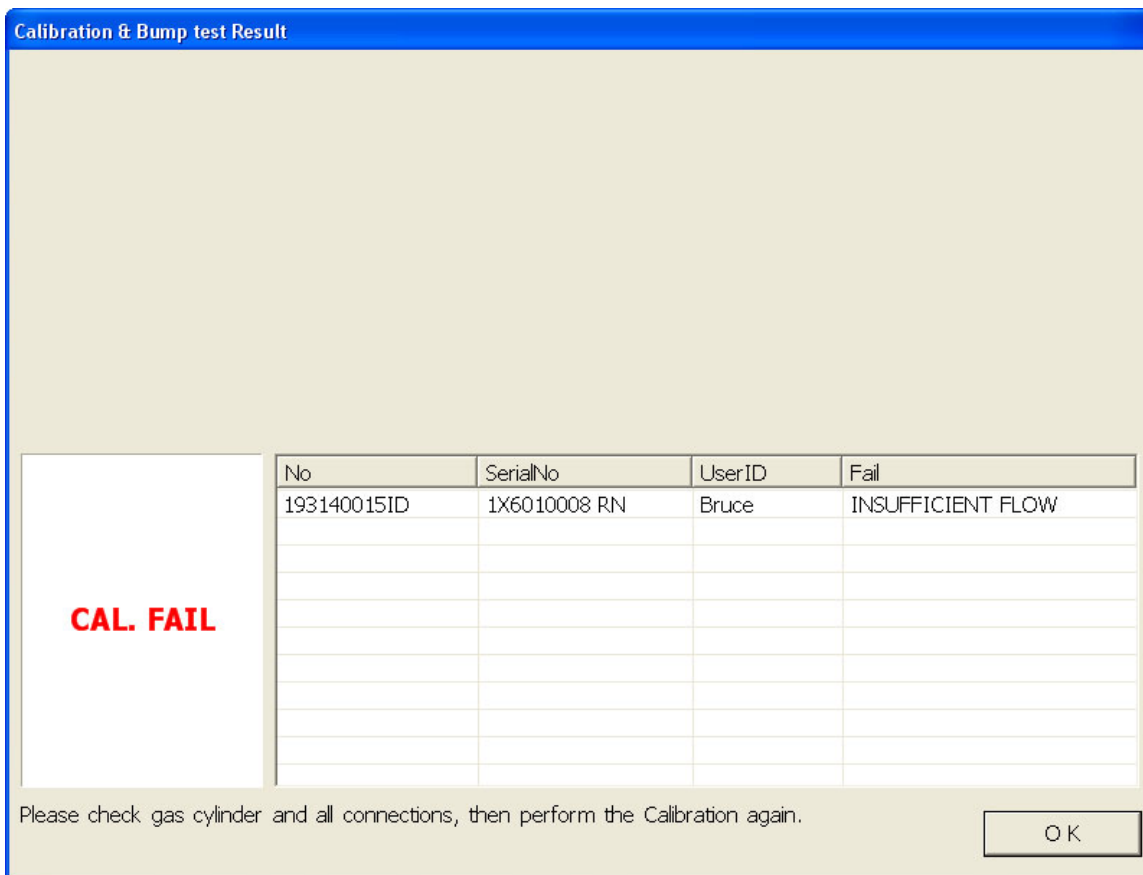 Calibration & Bump test Result
No SerialNo UserID Fail
193140015ID 1X6010008 RN Bruce INSUFFICIENT FLOW
CAL. FAIL
Please check gas cylinder and all connections, then perform the Calibration again.
O K